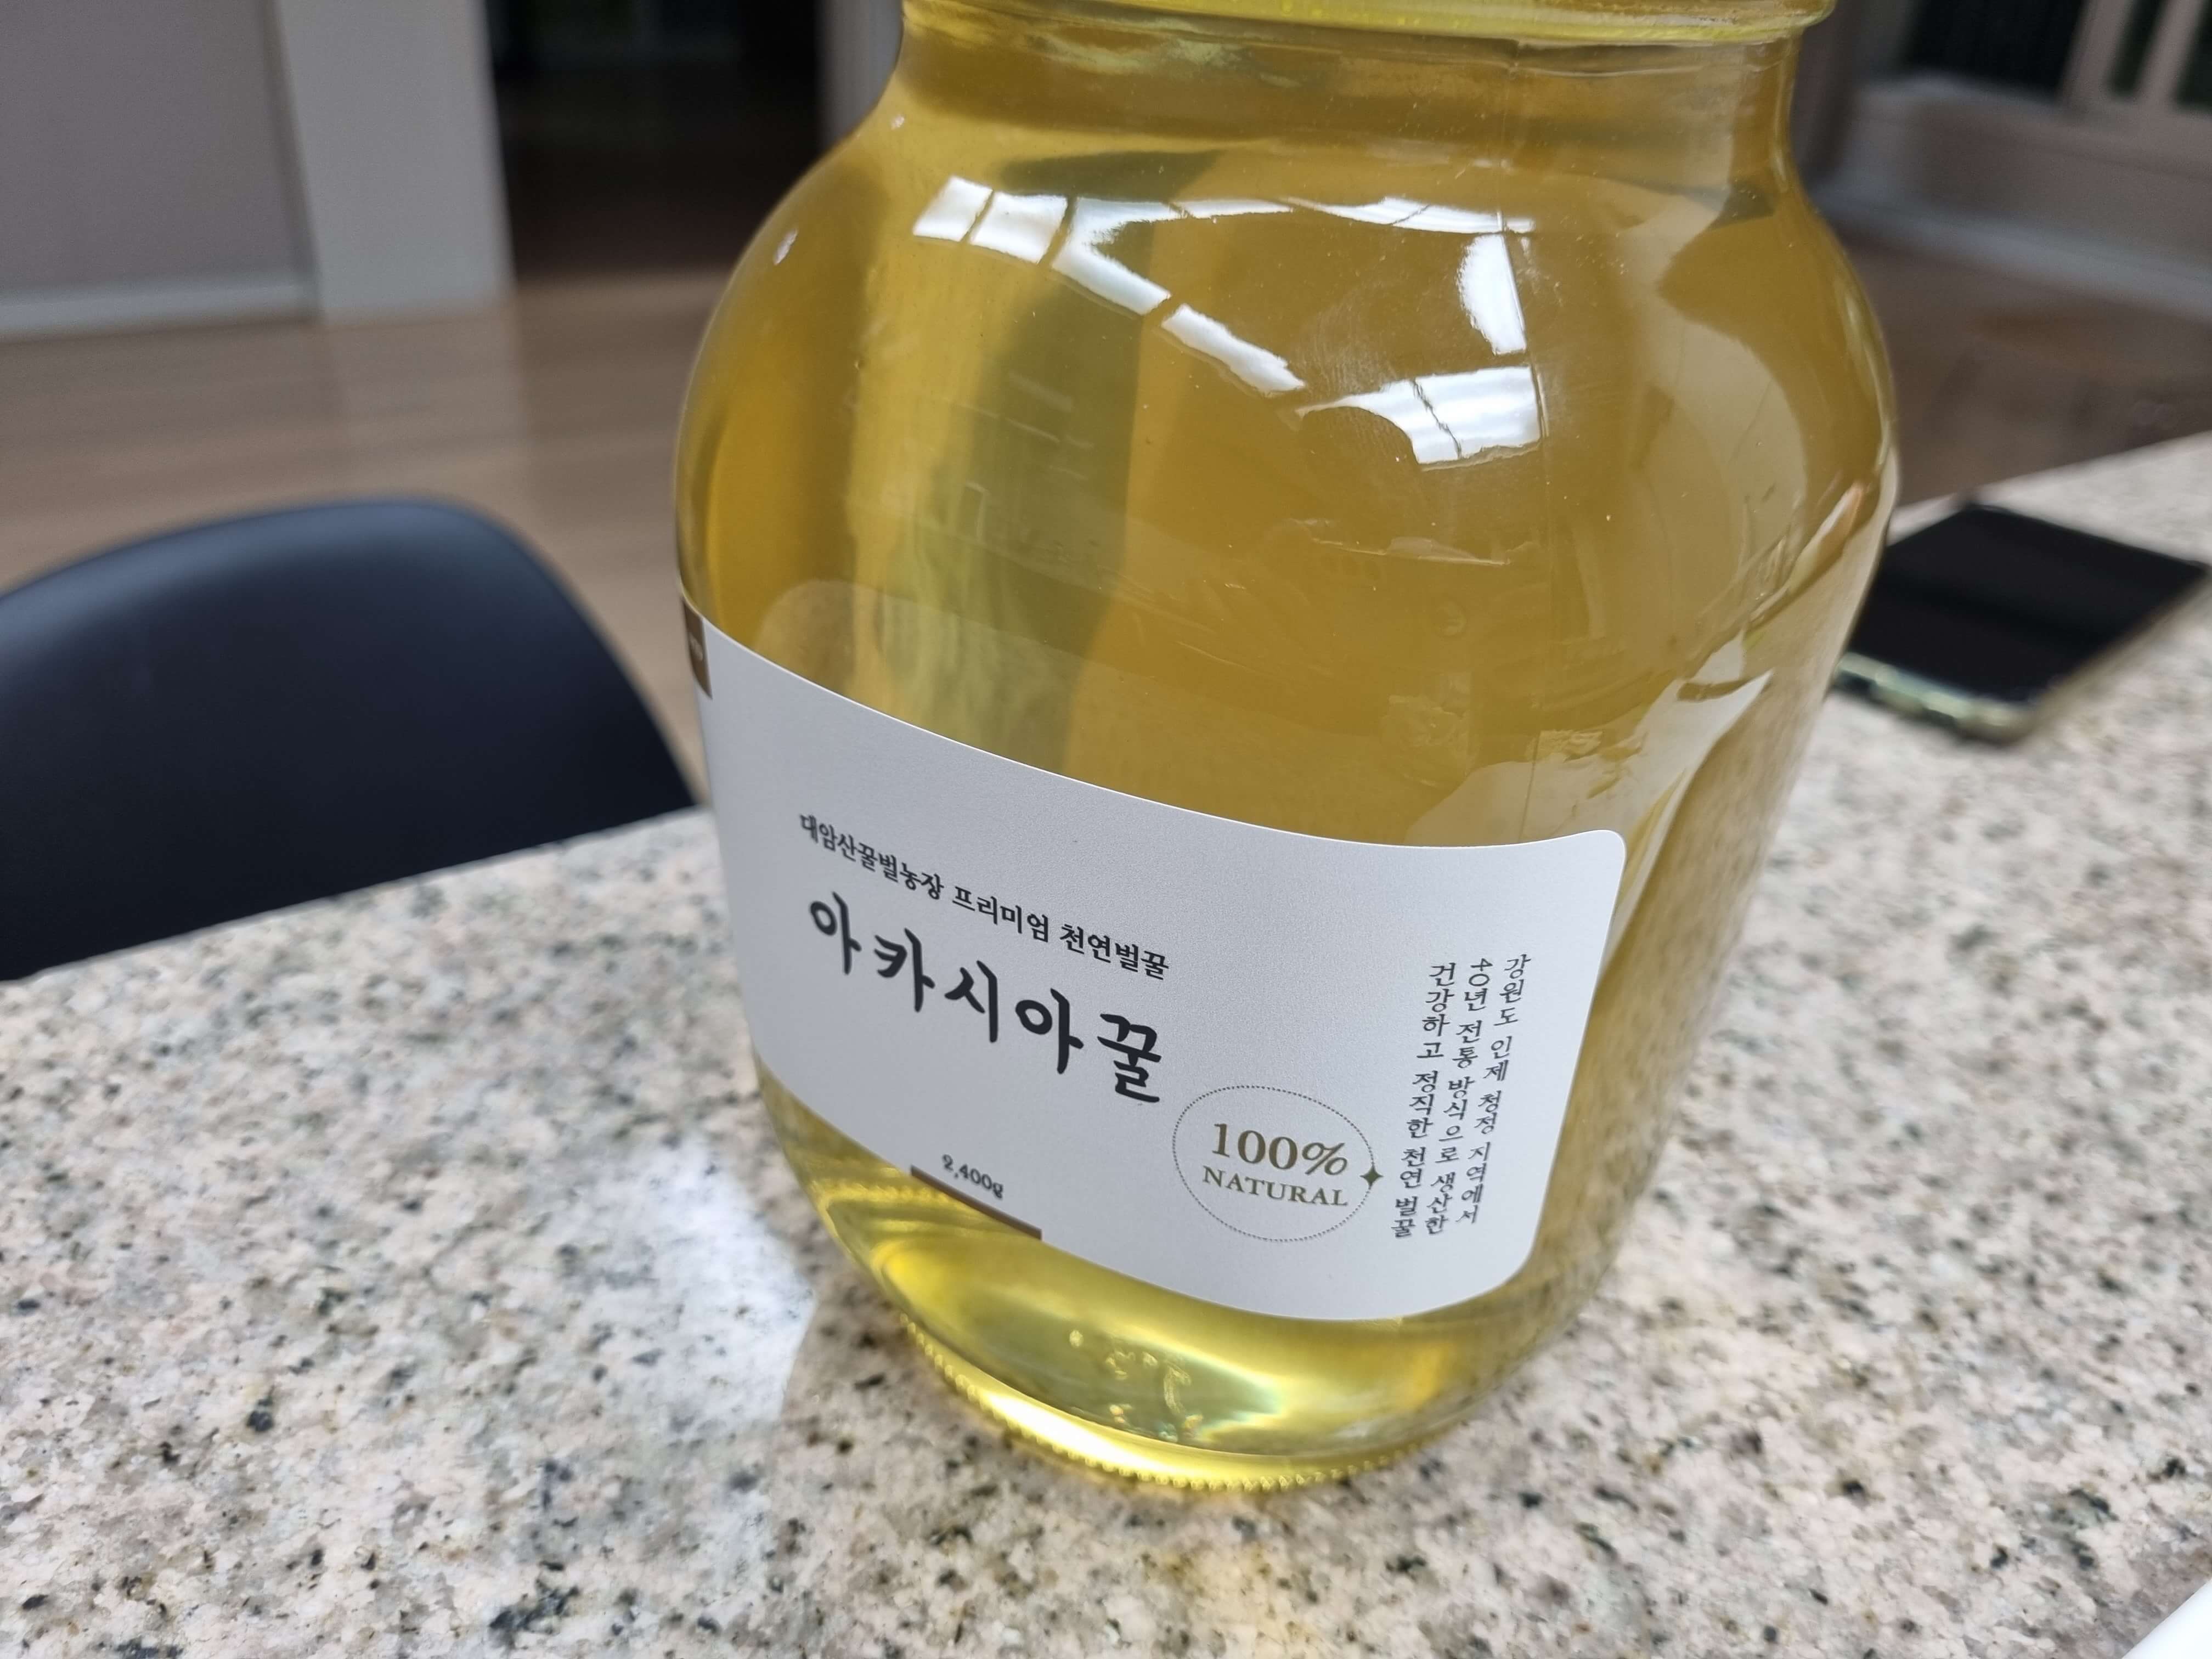 대암산꿀벌농장 프리미엄 천연벌꿀
아카시아꿀
2,400g
100%
NATURAL
강원도 인제 청정 지역에서
40년 전통 방식으로 생산한
건강하고 정직한 천연 벌꿀